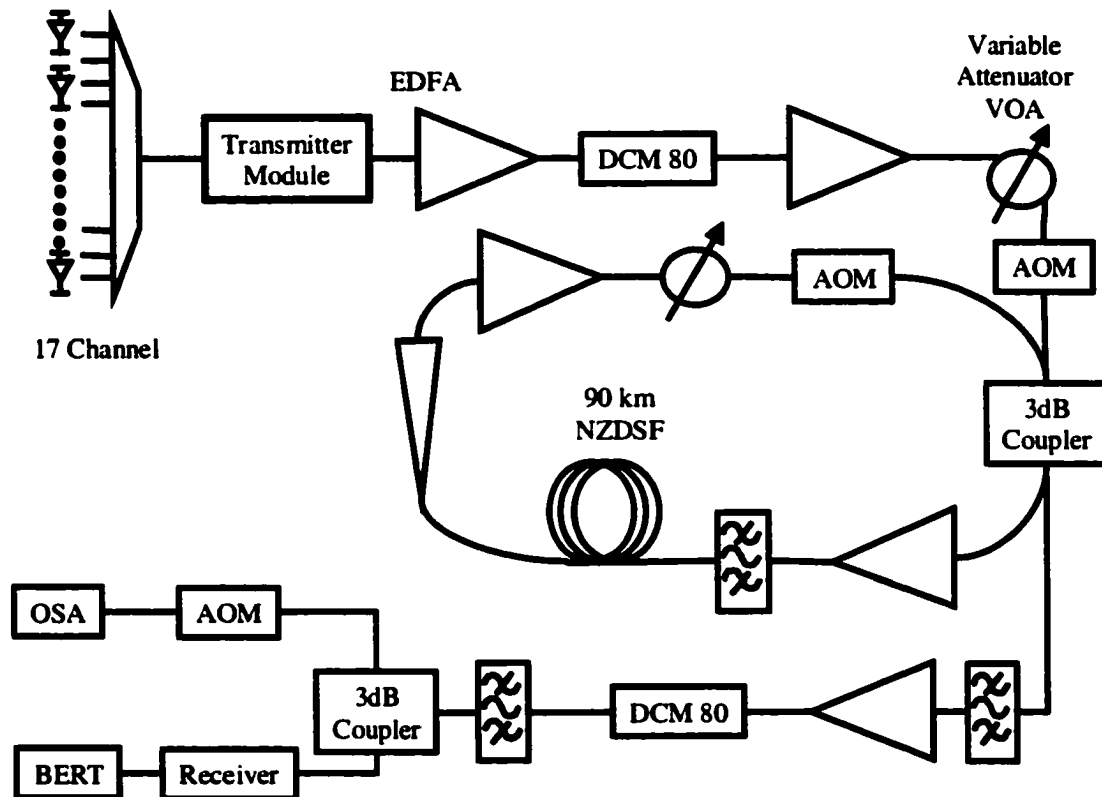 Variable
Attenuator
VOA
EDFA
Transmitter
Module
DCM 80
AOM
AOM
17 Channel
90 km
NZDSF
3dB
Coupler
OSA
AOM
3dB
Coupler
DCM 80
BERT
Receiver